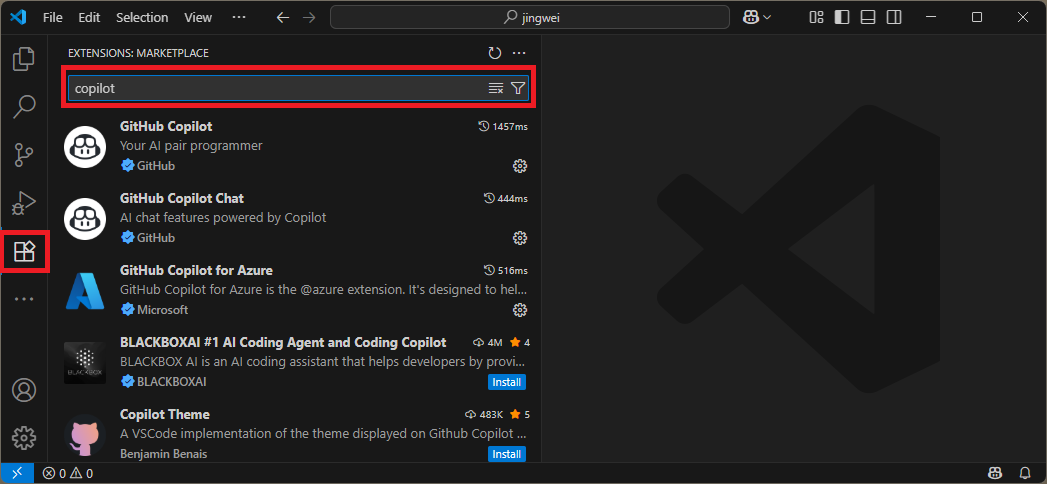 File Edit Selection View Go ··· jingwei
EXTENSIONS: MARKETPLACE
copilot
GitHub Copilot 1457ms
Your AI pair programmer
GitHub
GitHub Copilot Chat 444ms
AI chat features powered by Copilot
GitHub
GitHub Copilot for Azure 516ms
GitHub Copilot for Azure is the @azure extension. It's designed to hel...
Microsoft
BLACKBOXAI #1 AI Coding Agent and Coding Copilot 4M 4
BLACKBOX AI is an AI coding assistant that helps developers by provi...
BLACKBOX
BLACKBOXAI Install
Copilot Theme 483K 5
A VSCode implementation of the theme displayed on Github Copilot ...
Benjamin Benais Install
0 0